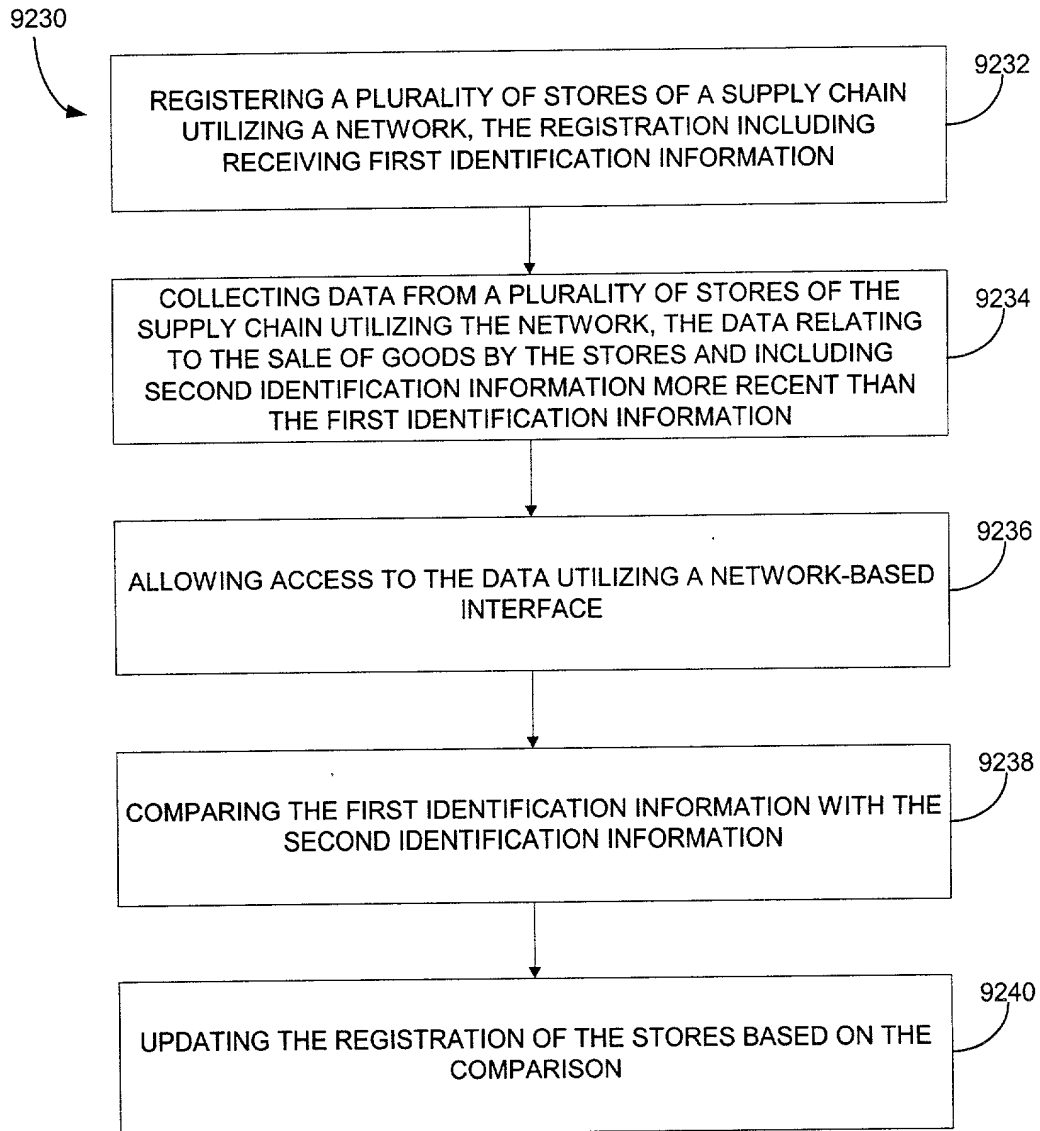 9230
9232
REGISTERING A PLURALITY OF STORES OF A SUPPLY CHAIN
UTILIZING A NETWORK, THE REGISTRATION INCLUDING
RECEIVING FIRST IDENTIFICATION INFORMATION
9234
COLLECTING DATA FROM A PLURALITY OF STORES OF THE
SUPPLY CHAIN UTILIZING THE NETWORK, THE DATA RELATING
TO THE SALE OF GOODS BY THE STORES AND INCLUDING
SECOND IDENTIFICATION INFORMATION MORE RECENT THAN
THE FIRST IDENTIFICATION INFORMATION
9236
ALLOWING ACCESS TO THE DATA UTILIZING A NETWORK-BASED
INTERFACE
9238
COMPARING THE FIRST IDENTIFICATION INFORMATION WITH THE
SECOND IDENTIFICATION INFORMATION
9240
UPDATING THE REGISTRATION OF THE STORES BASED ON THE
COMPARISON